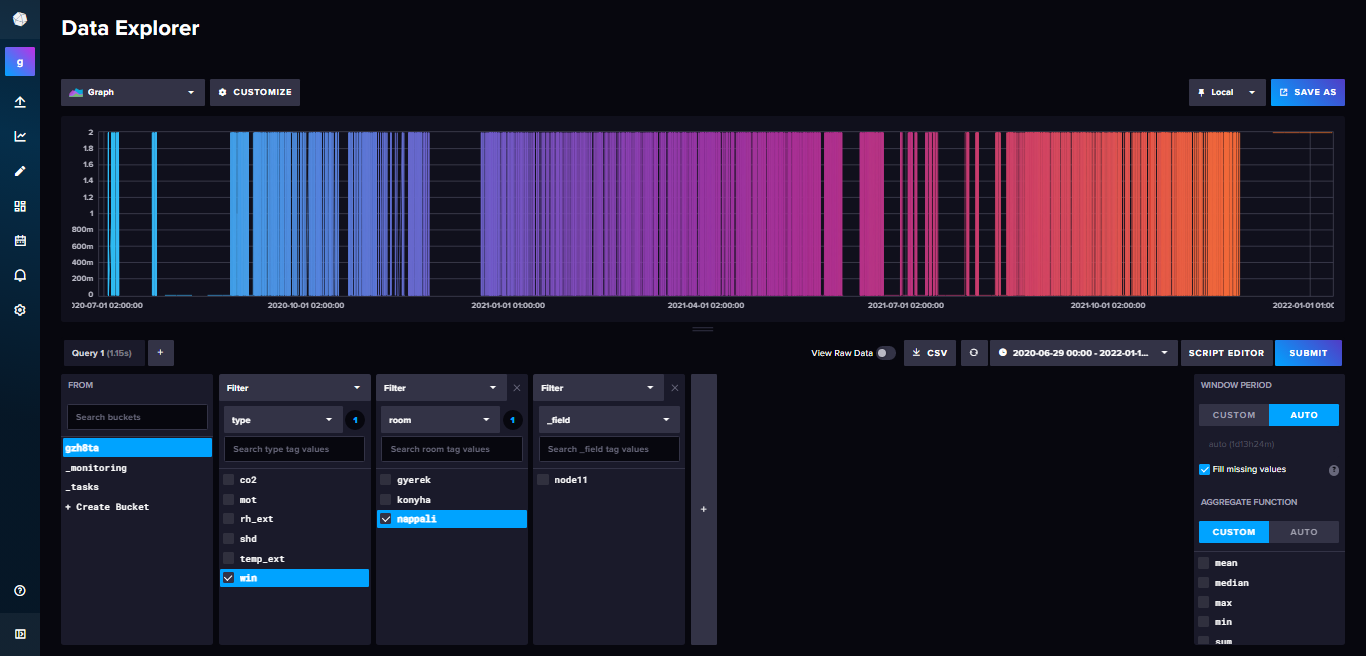 Data Explorer
g
Graph
CUSTOMIZE
Local
SAVE AS
2
1.8
1.6
1.4
1.2
1
800m
600m
400m
200m
0
2020-07-01 02:00:00
2020-10-01 02:00:00
2021-01-01 01:00:00
2021-04-01 02:00:00
2021-07-01 02:00:00
2021-10-01 02:00:00
2022-01-01 01:00
Query 1 (1.15s)
+
View Raw Data
CSV
2020-06-29 00:00 - 2022-01-1...
SCRIPT EDITOR
SUBMIT
FROM
Search buckets
gzh8ta
_monitoring
_tasks
+ Create Bucket
Filter
type
1
Search type tag values
co2
mot
rh_ext
shd
temp_ext
win
Filter
room
1
Search room tag values
gyerek
konyha
nappali
Filter
_field
Search _field tag values
node11
+
WINDOW PERIOD
CUSTOM
AUTO
auto (1d13h24m)
Fill missing values
?
AGGREGATE FUNCTION
CUSTOM
AUTO
mean
median
max
min
sum